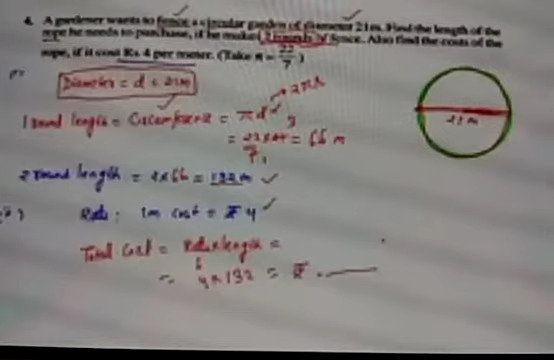 4. A gardener wants to fence a circular garden of diameter 21m. Find the length of the
rope he needs to purchase, if he makes 2 rounds of fence. Also find the costs of the
rope, if it cost Rs. 4 per meter. (Take π = 22/7)
Diameter = d = 21m
2πr
1 round length = Circumference = πd
= 22×21/7 = 66 m
21 m
2 round length = 2×66 = 132 m
Rate : 1m cost = ₹ 4
Total Cost = Rate×length =
= 4×132 = ₹